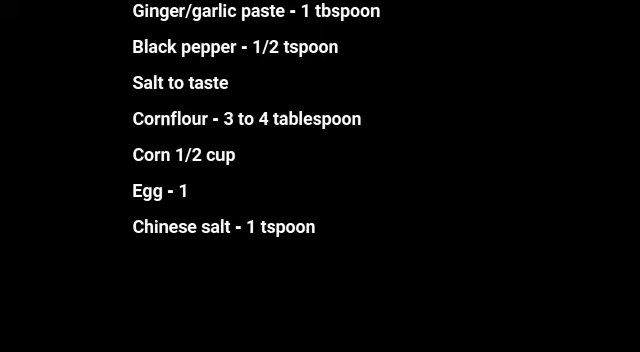 Ginger/garlic paste - 1 tbspoon
Black pepper - 1/2 tspoon
Salt to taste
Cornflour - 3 to 4 tablespoon
Corn 1/2 cup
Egg - 1
Chinese salt - 1 tspoon